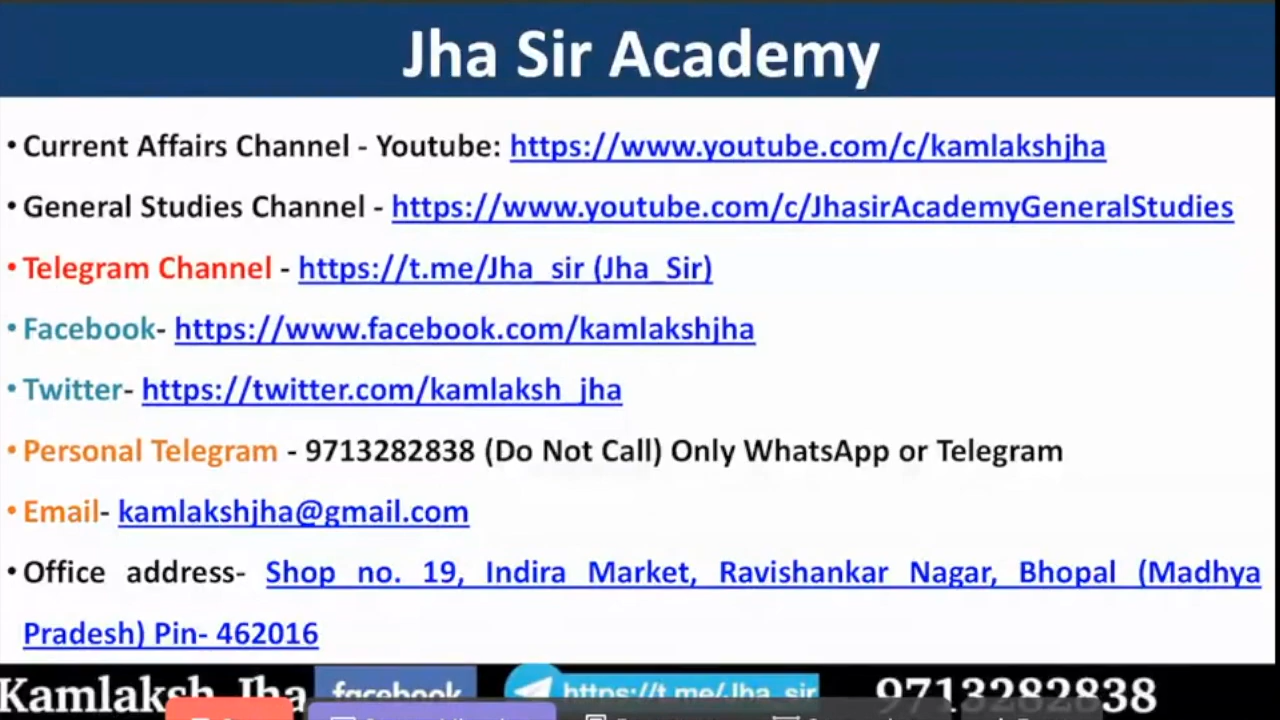 Jha Sir Academy
• Current Affairs Channel - Youtube: https://www.youtube.com/c/kamlakshjha
• General Studies Channel - https://www.youtube.com/c/JhasirAcademyGeneralStudies
• Telegram Channel - https://t.me/Jha_sir (Jha_Sir)
• Facebook- https://www.facebook.com/kamlakshjha
• Twitter- https://twitter.com/kamlaksh_jha
• Personal Telegram - 9713282838 (Do Not Call) Only WhatsApp or Telegram
• Email- kamlakshjha@gmail.com
• Office address- Shop no. 19, Indira Market, Ravishankar Nagar, Bhopal (Madhya
Pradesh) Pin- 462016
Kamlaksh Jha facebook https://t.me/Jha_sir 9713282838